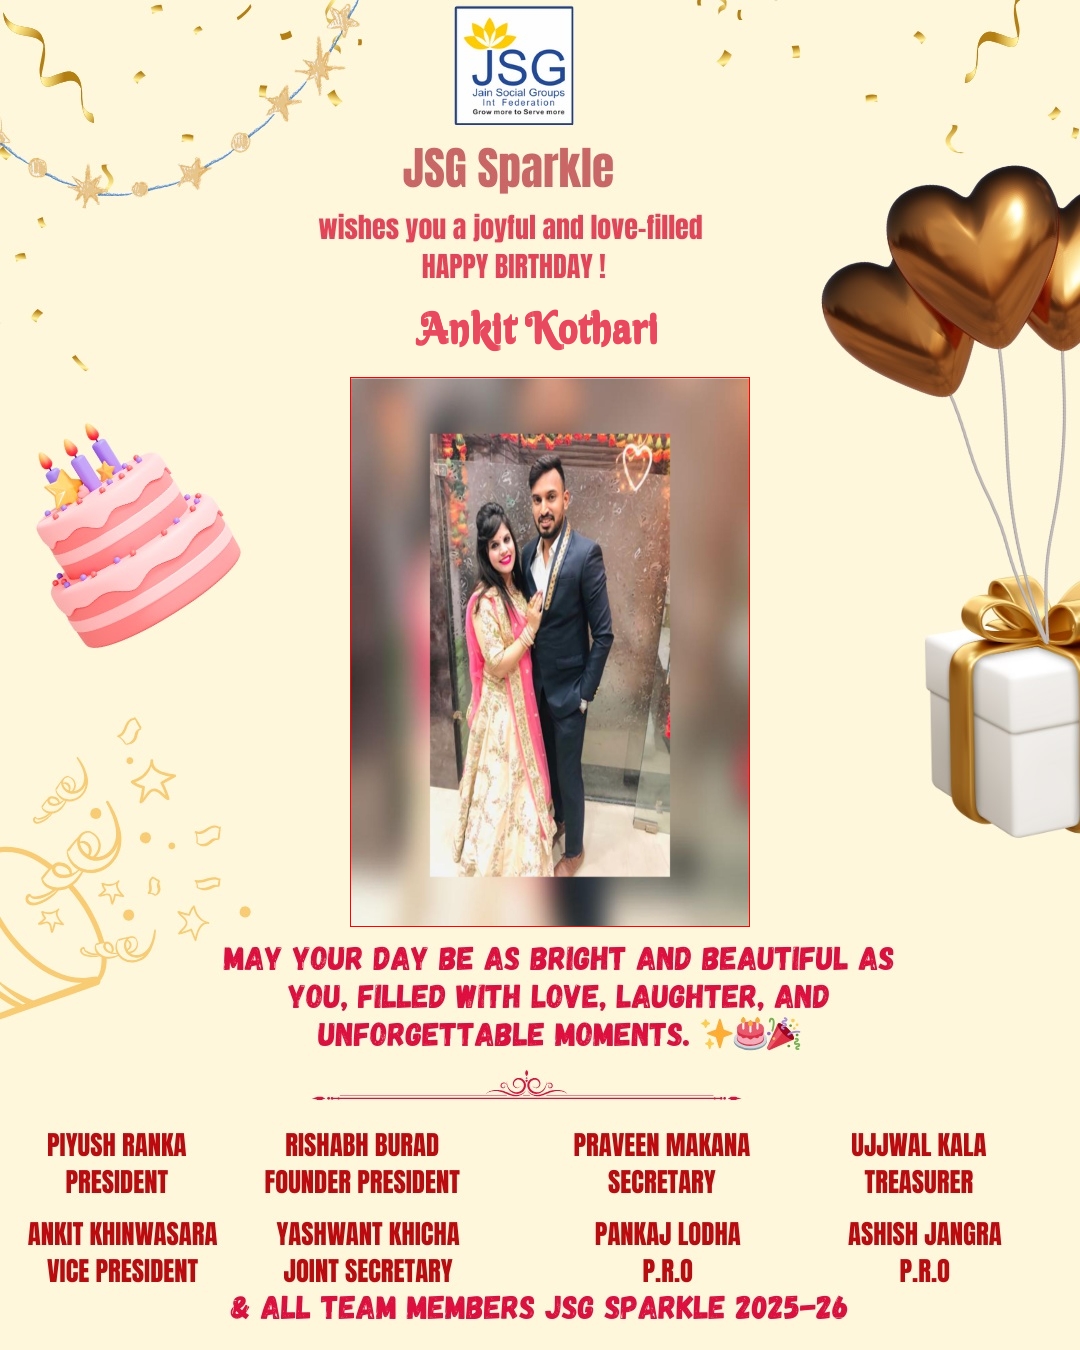 JSG
Jain Social Groups
Int Federation
Grow more to Serve more
JSG Sparkle
wishes you a joyful and love-filled
HAPPY BIRTHDAY !
Ankit Kothari
MAY YOUR DAY BE AS BRIGHT AND BEAUTIFUL AS
YOU, FILLED WITH LOVE, LAUGHTER, AND
UNFORGETTABLE MOMENTS. ✨🎂🎉
PIYUSH RANKA
PRESIDENT
RISHABH BURAD
FOUNDER PRESIDENT
PRAVEEN MAKANA
SECRETARY
UJJWAL KALA
TREASURER
ANKIT KHINWASARA
VICE PRESIDENT
YASHWANT KHICHA
JOINT SECRETARY
PANKAJ LODHA
P.R.O
ASHISH JANGRA
P.R.O
& ALL TEAM MEMBERS JSG SPARKLE 2025-26